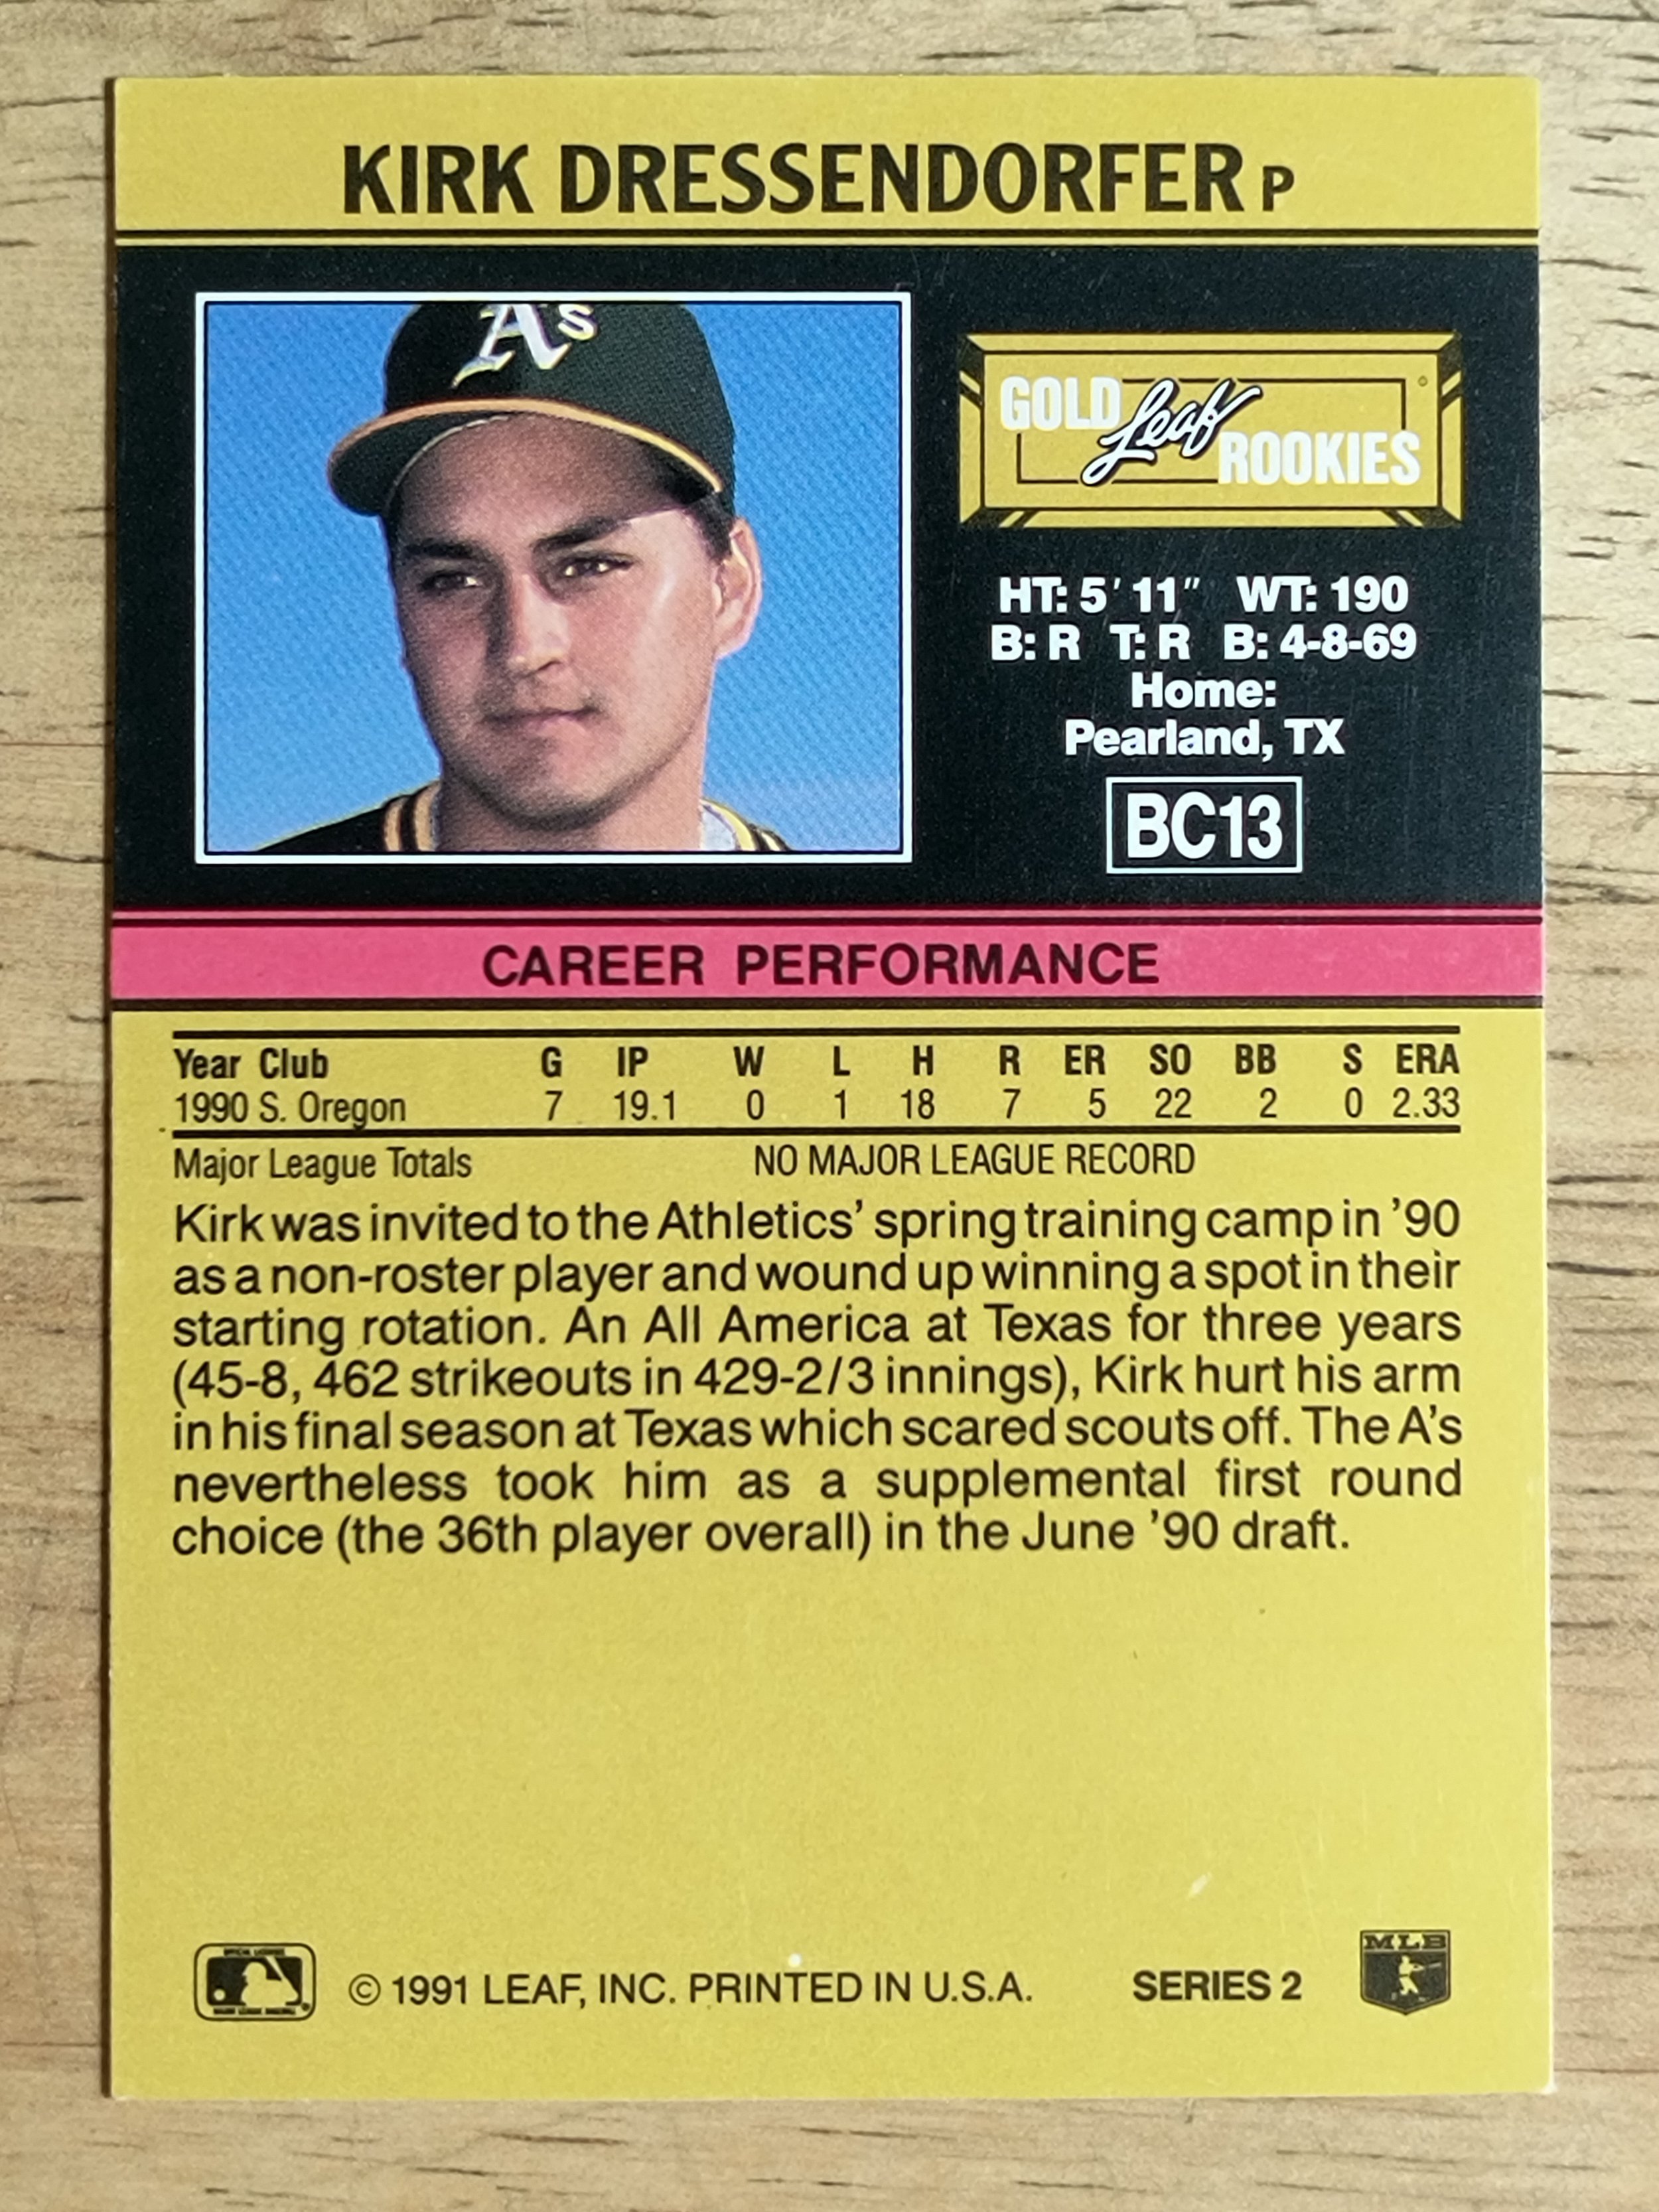 KIRK DRESSENDORFER P
A's
GOLD Leaf ROOKIES
HT: 5' 11" WT: 190
B: R T: R B: 4-8-69
Home:
Pearland, TX
BC13
CAREER PERFORMANCE
Year Club G IP W L H R ER SO BB S ERA
1990 S. Oregon 7 19.1 0 1 18 7 5 22 2 0 2.33
Major League Totals NO MAJOR LEAGUE RECORD
Kirk was invited to the Athletics' spring training camp in '90
as a non-roster player and wound up winning a spot in their
starting rotation. An All America at Texas for three years
(45-8, 462 strikeouts in 429-2/3 innings), Kirk hurt his arm
in his final season at Texas which scared scouts off. The A's
nevertheless took him as a supplemental first round
choice (the 36th player overall) in the June '90 draft.
© 1991 LEAF, INC. PRINTED IN U.S.A. SERIES 2
MLB